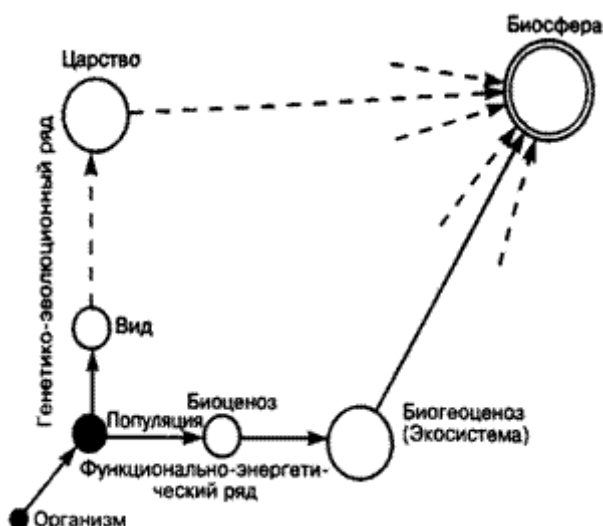 Биосфера
Царство
Генетико-эволюционный ряд
Вид
Биоценоз
Популяция
Биогеоценоз
(Экосистема)
Функционально-энергети-
ческий ряд
Организм